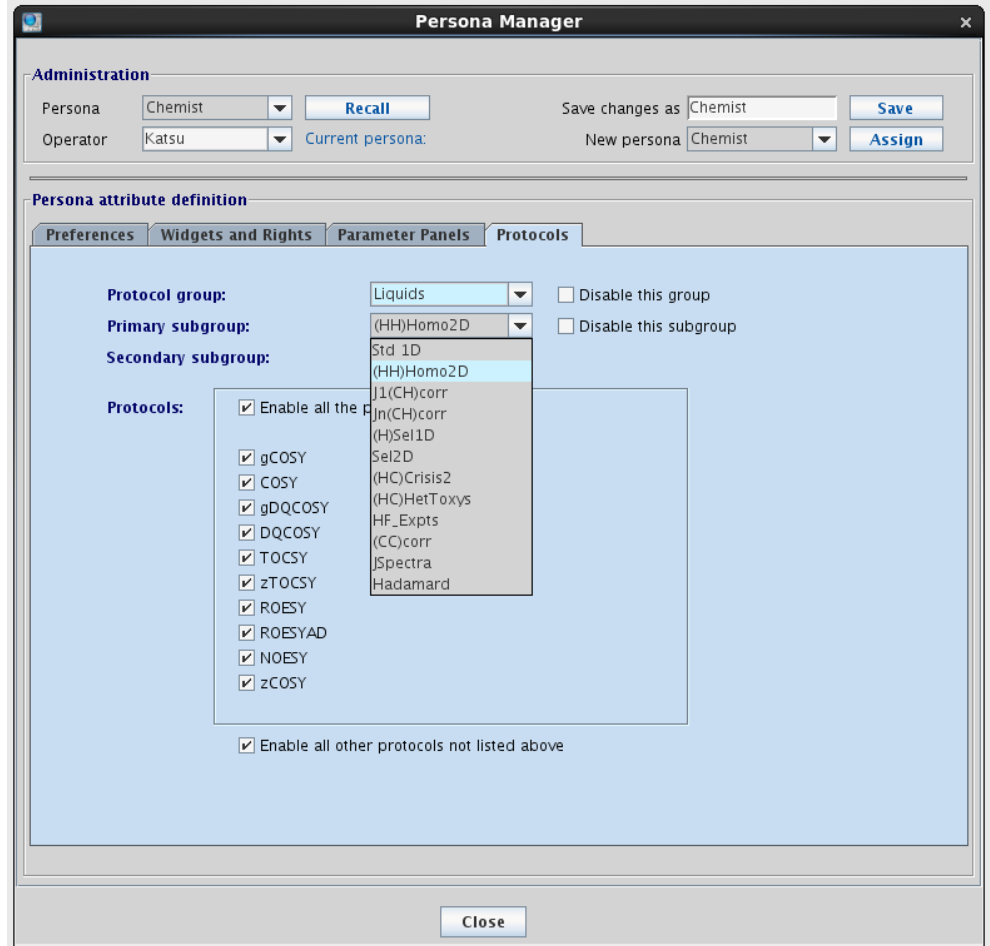 Persona Manager
Administration
Persona Chemist Recall Save changes as Chemist Save
Operator Katsu Current persona: New persona Chemist Assign
Persona attribute definition
Preferences Widgets and Rights Parameter Panels Protocols
Protocol group: Liquids Disable this group
Primary subgroup: (HH)Homo2D Disable this subgroup
Secondary subgroup:
Std 1D
(HH)Homo2D
J1(CH)corr
Jn(CH)corr
(H)Sel1D
Sel2D
(HC)Crisis2
(HC)HetToxys
HF_Expts
(CC)corr
JSpectra
Hadamard
Protocols: Enable all the
gCOSY
COSY
gDQCOSY
DQCOSY
TOCSY
zTOCSY
ROESY
ROESYAD
NOESY
zCOSY
Enable all other protocols not listed above
Close